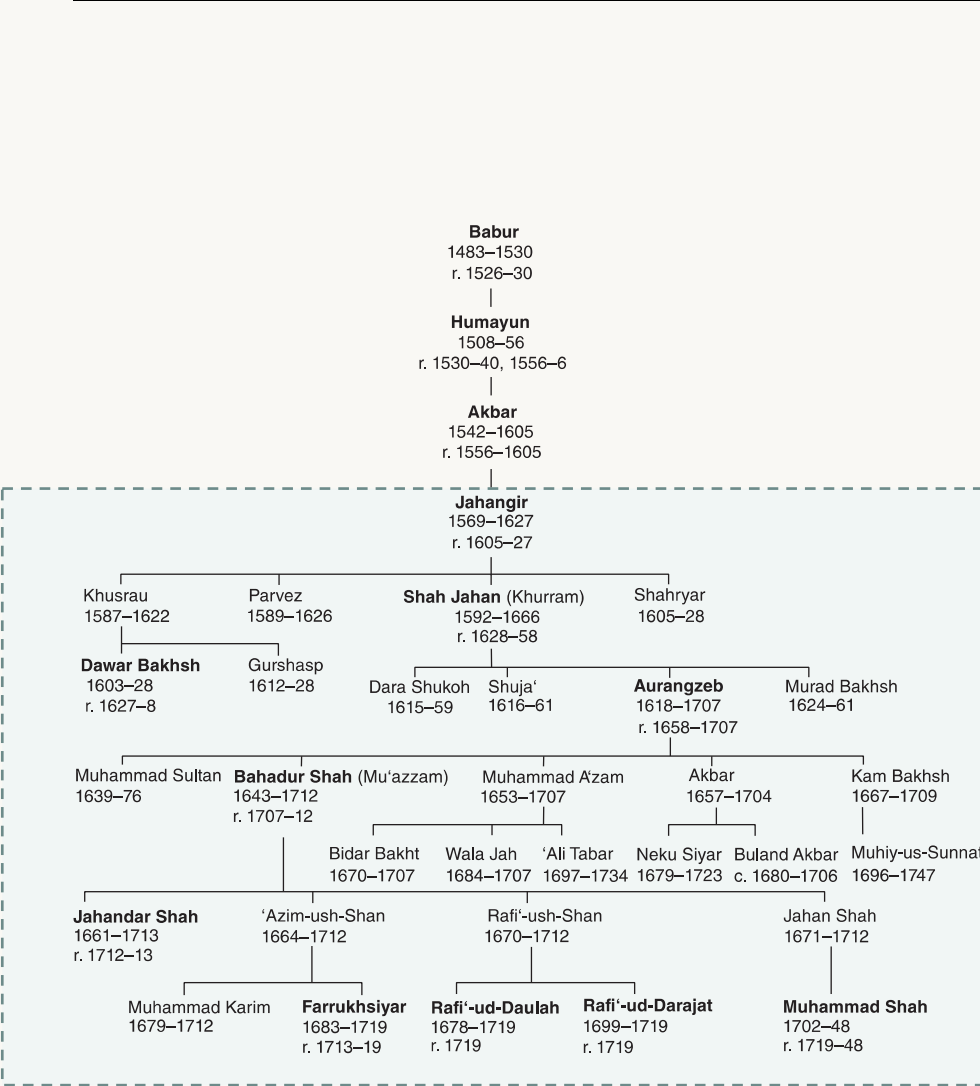 Babur
1483–1530
r. 1526–30
Humayun
1508–56
r. 1530–40, 1556–6
Akbar
1542–1605
r. 1556–1605
Jahangir
1569–1627
r. 1605–27
Khusrau
1587–1622
Parvez
1589–1626
Shah Jahan (Khurram)
1592–1666
r. 1628–58
Shahryar
1605–28
Dawar Bakhsh
1603–28
r. 1627–8
Gurshasp
1612–28
Dara Shukoh
1615–59
Shuja‘
1616–61
Aurangzeb
1618–1707
r. 1658–1707
Murad Bakhsh
1624–61
Muhammad Sultan
1639–76
Bahadur Shah (Mu‘azzam)
1643–1712
r. 1707–12
Muhammad A‘zam
1653–1707
Akbar
1657–1704
Kam Bakhsh
1667–1709
Bidar Bakht
1670–1707
Wala Jah
1684–1707
‘Ali Tabar
1697–1734
Neku Siyar
1679–1723
Buland Akbar
c. 1680–1706
Muhiy-us-Sunnat
1696–1747
Jahandar Shah
1661–1713
r. 1712–13
‘Azim-ush-Shan
1664–1712
Rafi‘-ush-Shan
1670–1712
Jahan Shah
1671–1712
Muhammad Karim
1679–1712
Farrukhsiyar
1683–1719
r. 1713–19
Rafi‘-ud-Daulah
1678–1719
r. 1719
Rafi‘-ud-Darajat
1699–1719
r. 1719
Muhammad Shah
1702–48
r. 1719–48